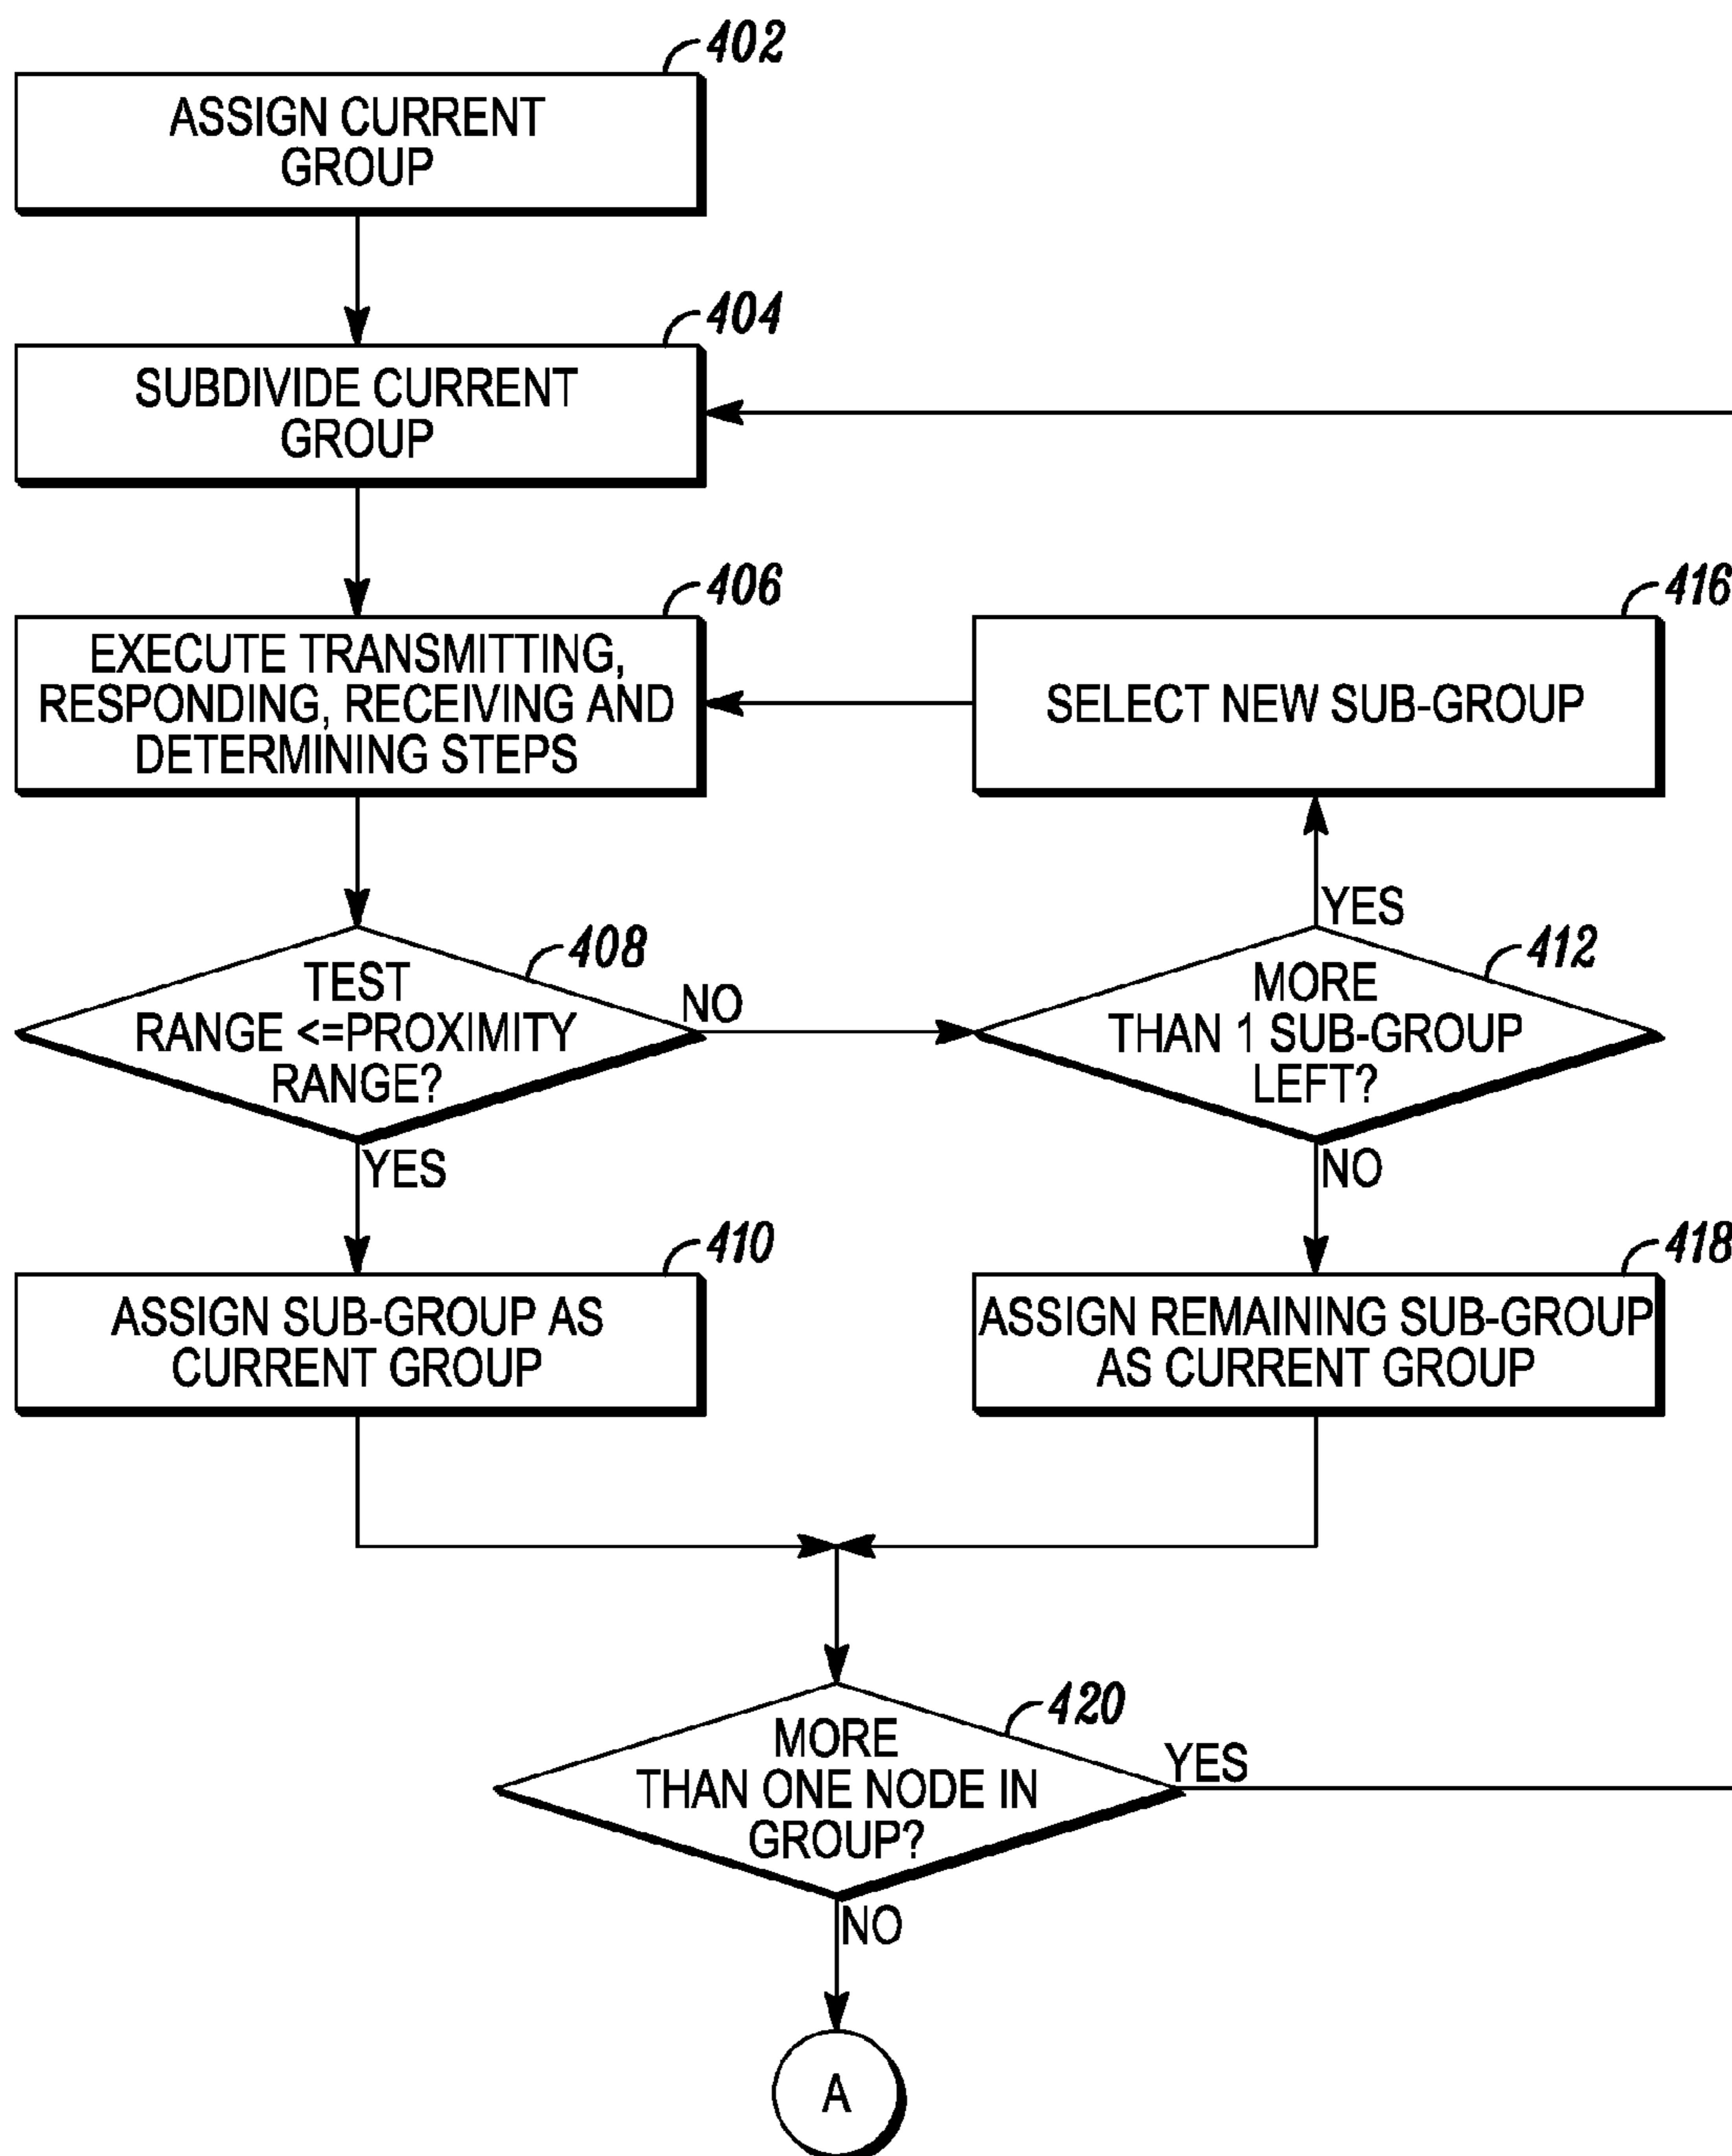 402
ASSIGN CURRENT
GROUP
404
SUBDIVIDE CURRENT
GROUP
406
EXECUTE TRANSMITTING,
RESPONDING, RECEIVING AND
DETERMINING STEPS
416
SELECT NEW SUB-GROUP
408
TEST
RANGE <=PROXIMITY
RANGE?
NO
YES
412
MORE
THAN 1 SUB-GROUP
LEFT?
YES
NO
410
ASSIGN SUB-GROUP AS
CURRENT GROUP
418
ASSIGN REMAINING SUB-GROUP
AS CURRENT GROUP
420
MORE
THAN ONE NODE IN
GROUP?
YES
NO
A